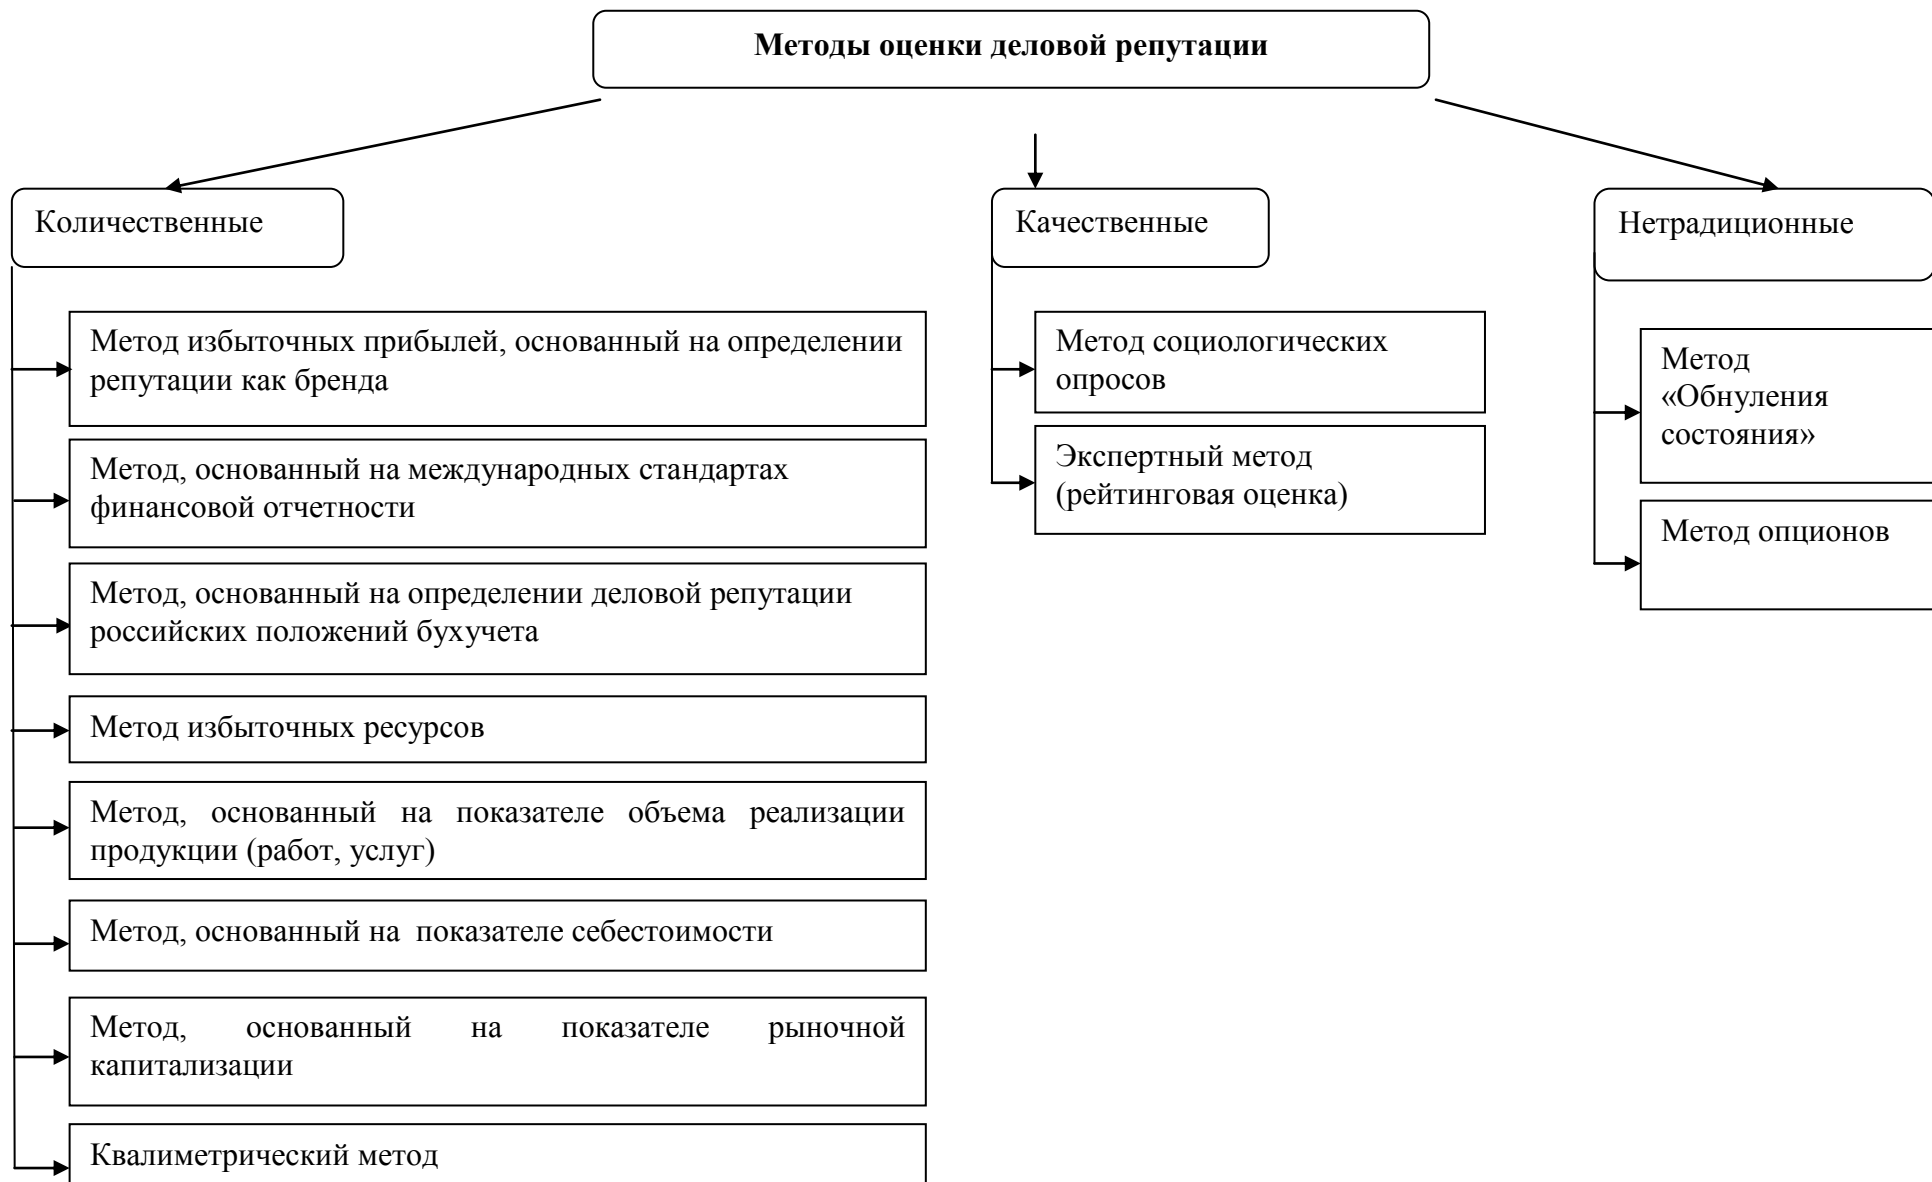 Методы оценки деловой репутации
Количественные
Метод избыточных прибылей, основанный на определении
репутации как бренда
Метод, основанный на международных стандартах
финансовой отчетности
Метод, основанный на определении деловой репутации
российских положений бухучета
Метод избыточных ресурсов
Метод, основанный на показателе объема реализации
продукции (работ, услуг)
Метод, основанный на показателе себестоимости
Метод, основанный на показателе рыночной
капитализации
Квалиметрический метод
Качественные
Метод социологических
опросов
Экспертный метод
(рейтинговая оценка)
Нетрадиционные
Метод
«Обнуления
состояния»
Метод опционов